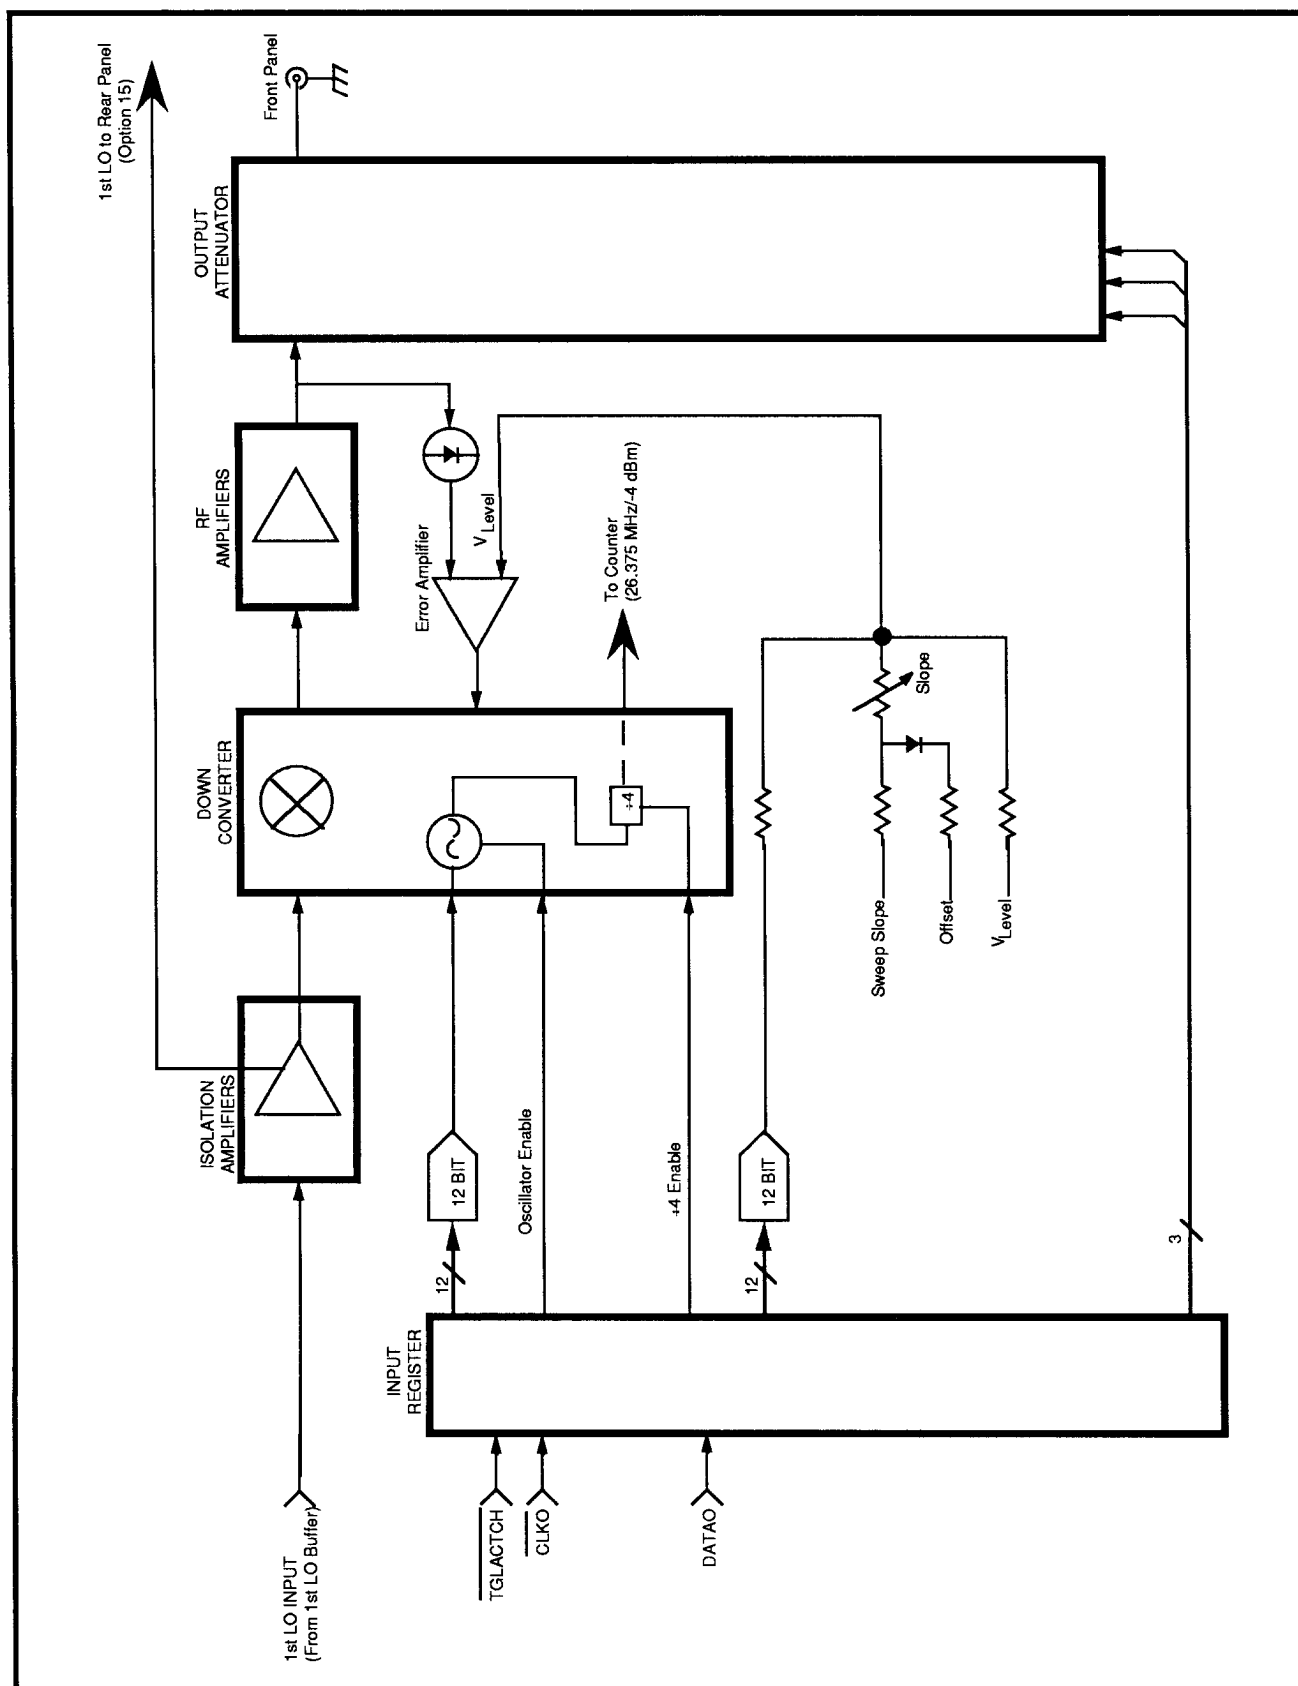 1st LO to Rear Panel
(Option 15)
Front Panel
OUTPUT
ATTENUATOR
RF
AMPLIFIERS
Error Amplifier
V Level
To Counter
(26.375 MHz/-4 dBm)
DOWN
CONVERTER
÷4
Slope
Sweep Slope
Offset
VLevel
ISOLATION
AMPLIFIERS
12 BIT
Oscillator Enable
÷4 Enable
12 BIT
12
12
3
INPUT
REGISTER
1st LO INPUT
(From 1st LO Buffer)
TGLACTCH
CLKO
DATAO